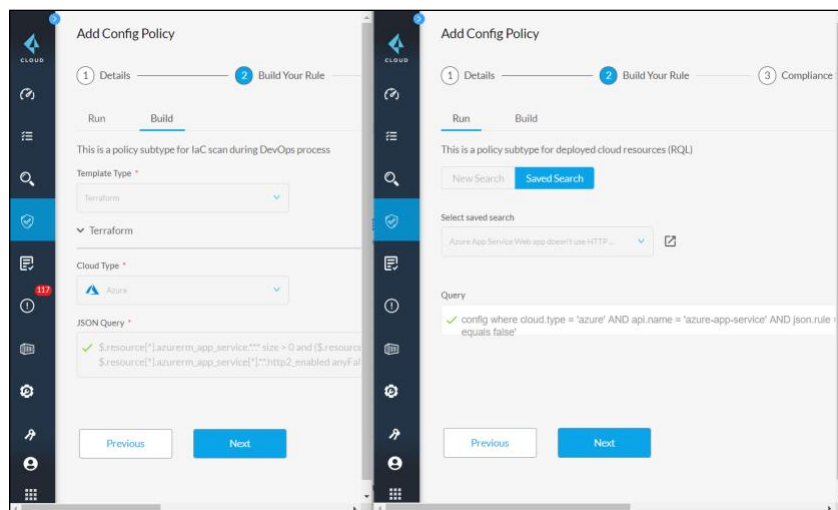 CLOUD
117
Add Config Policy
1 Details
2 Build Your Rule
Run Build
This is a policy subtype for IaC scan during DevOps process
Template Type *
Terraform
Terraform
Cloud Type *
Azure
JSON Query *
$.resource[*].azurerm_app_service.*.* size > 0 and ($.resource
$.resource[*].azurerm_app_service[*].*.http2_enabled anyFal
Previous Next
CLOUD
Add Config Policy
1 Details
2 Build Your Rule
3 Compliance
Run Build
This is a policy subtype for deployed cloud resources (RQL)
New Search Saved Search
Select saved search
Azure App Service Web app doesn't use HTTP...
Query
config where cloud.type = 'azure' AND api.name = 'azure-app-service' AND json.rule =
equals false'
Previous Next